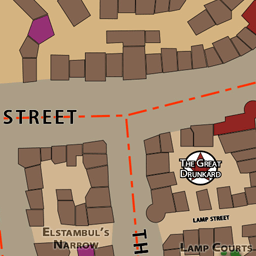 STREET
THE GREAT
DRUNKARD
LAMP STREET
ELSTAMBUL'S
NARROW
TH
LAMP COURTS